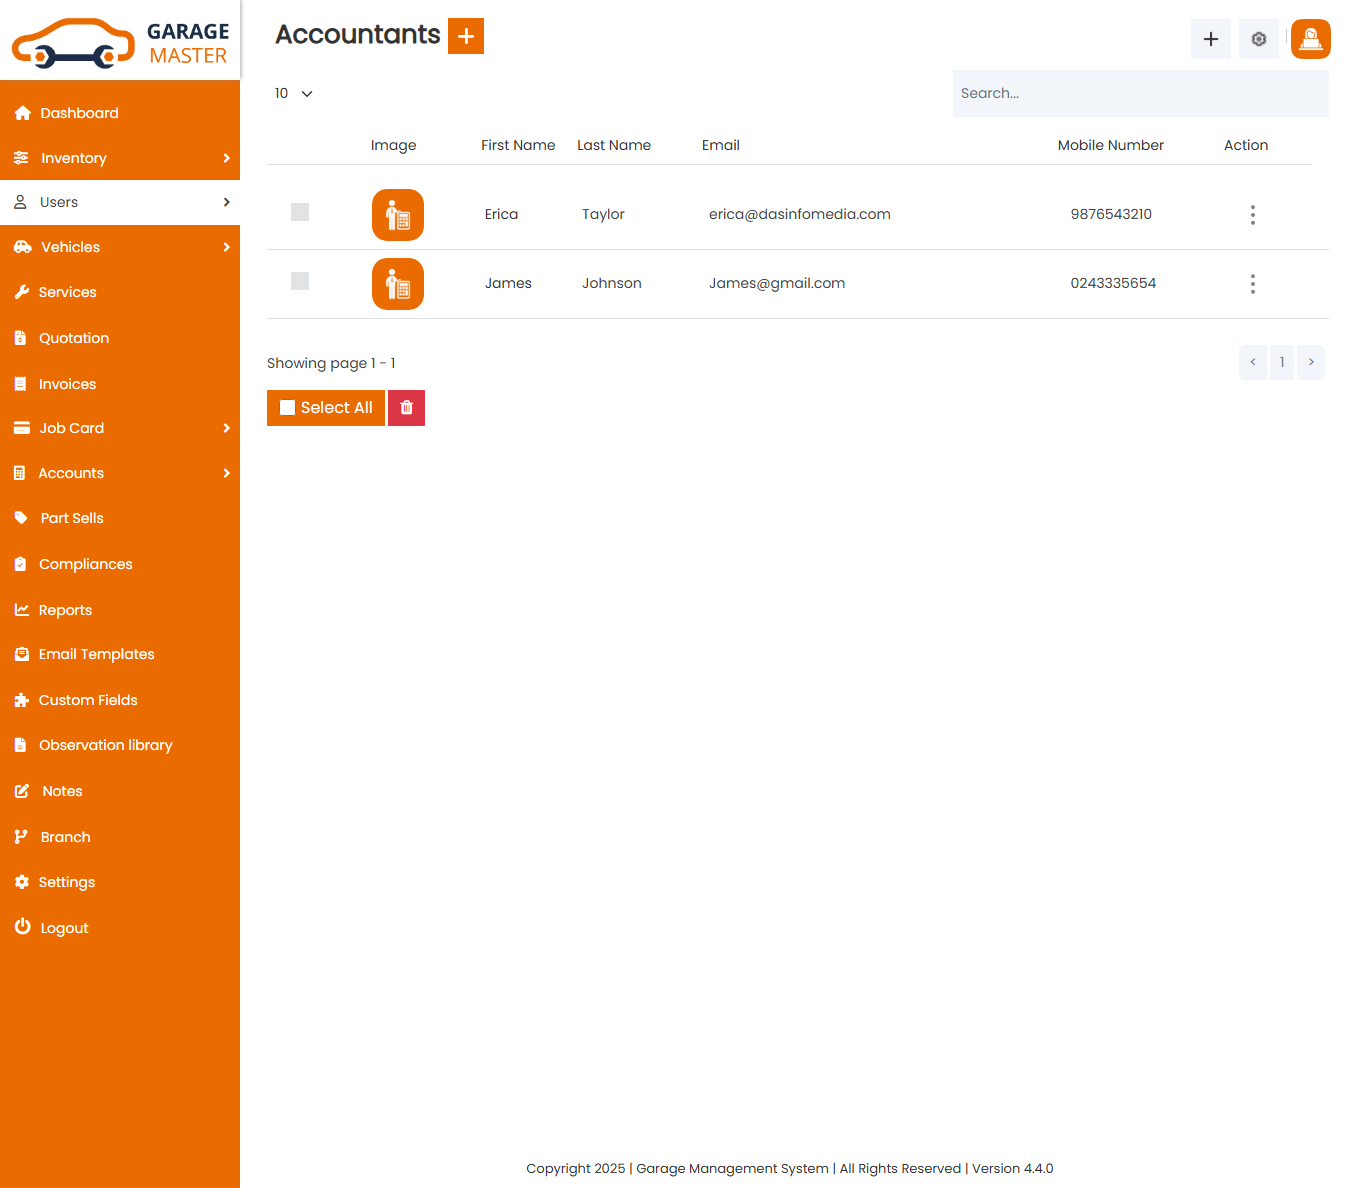 GARAGE
MASTER
Dashboard
Inventory
Users
Vehicles
Services
Quotation
Invoices
Job Card
Accounts
Part Sells
Compliances
Reports
Email Templates
Custom Fields
Observation library
Notes
Branch
Settings
Logout
Accountants
10
Search...
Image First Name Last Name Email Mobile Number Action
Erica Taylor erica@dasinfomedia.com 9876543210
James Johnson James@gmail.com 0243335654
Showing page 1 - 1
< 1 >
Select All
Copyright 2025 | Garage Management System | All Rights Reserved | Version 4.4.0